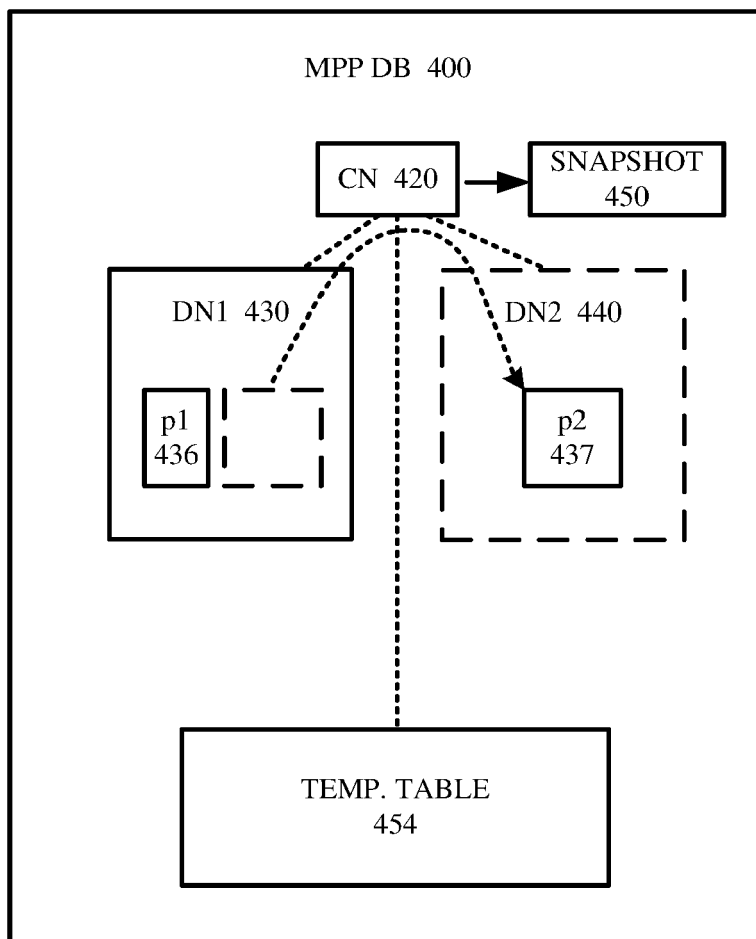 MPP DB 400
CN 420
SNAPSHOT
450
DN1 430
DN2 440
p1
436
p2
437
TEMP. TABLE
454